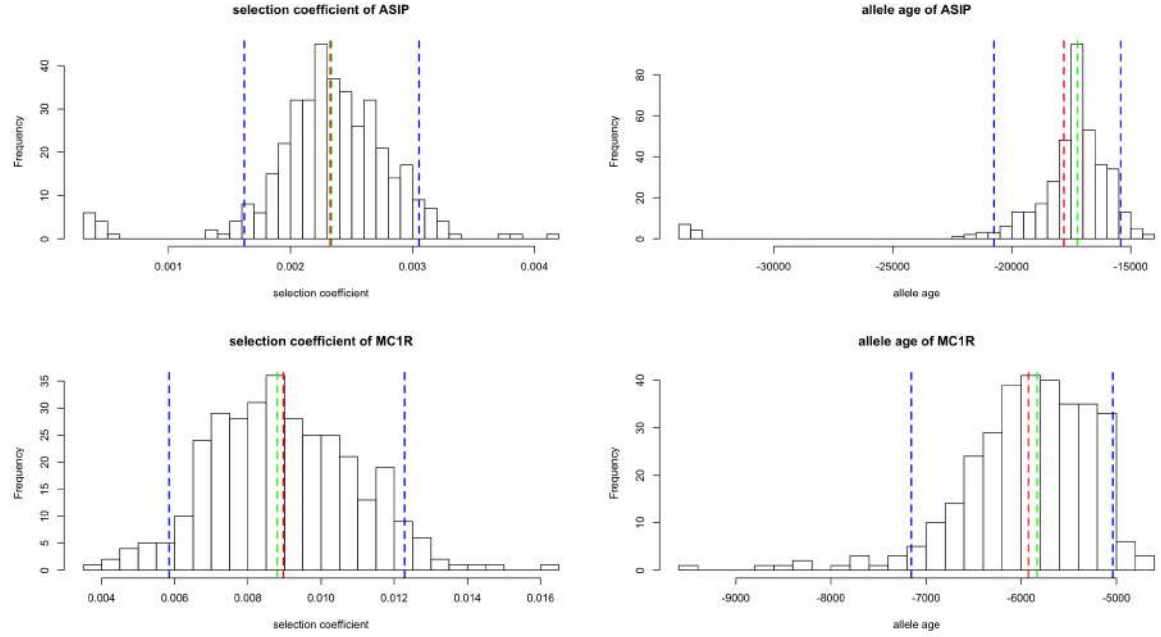 selection coefficient of ASIP
Frequency
0 10 20 30 40
0.001 0.002 0.003 0.004
selection coefficient
allele age of ASIP
Frequency
0 20 40 60 80
-30000 -25000 -20000 -15000
allele age
selection coefficient of MC1R
Frequency
0 5 10 15 20 25 30 35
0.004 0.006 0.008 0.010 0.012 0.014 0.016
selection coefficient
allele age of MC1R
Frequency
0 10 20 30 40
-9000 -8000 -7000 -6000 -5000
allele age